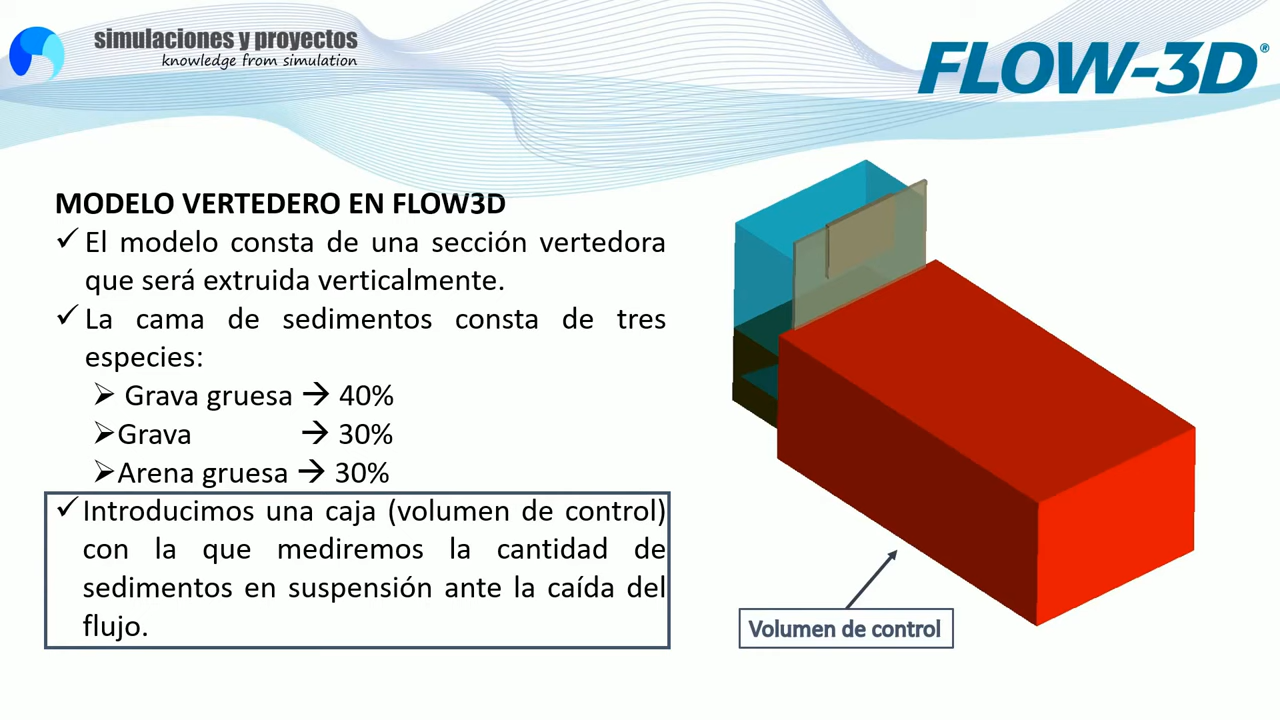 simulaciones y proyectos
knowledge from simulation
FLOW-3D®
MODELO VERTEDERO EN FLOW3D
✓ El modelo consta de una sección vertedora
que será extruida verticalmente.
✓ La cama de sedimentos consta de tres
especies:
➢ Grava gruesa → 40%
➢ Grava → 30%
➢ Arena gruesa → 30%
✓ Introducimos una caja (volumen de control)
con la que mediremos la cantidad de
sedimentos en suspensión ante la caída del
flujo.
Volumen de control